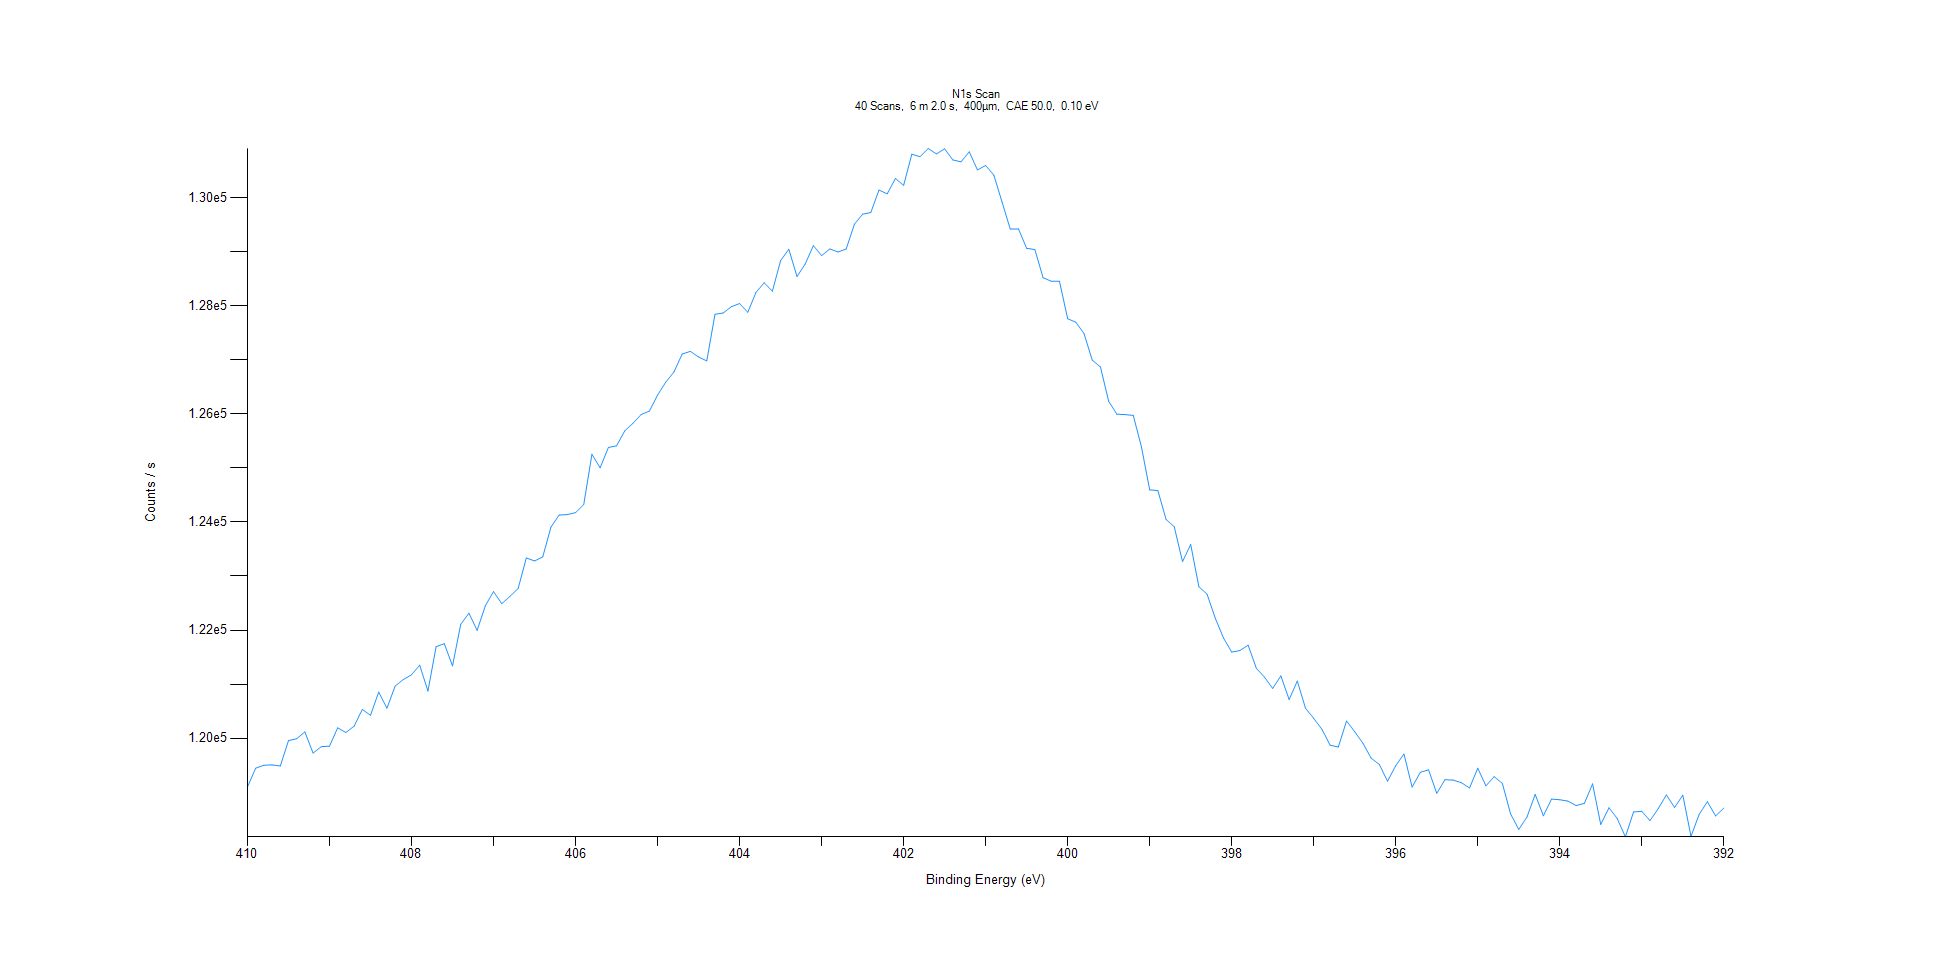 N1s Scan
40 Scans, 6 m 2.0 s, 400µm, CAE 50.0, 0.10 eV
1.30e5
1.28e5
1.26e5
1.24e5
1.22e5
1.20e5
Counts / s
410 408 406 404 402 400 398 396 394 392
Binding Energy (eV)